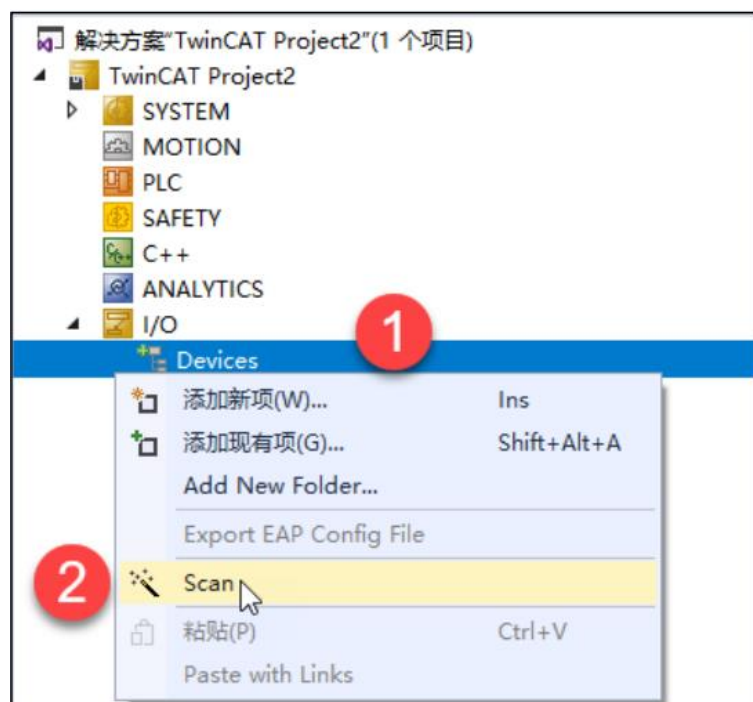 解决方案"TwinCAT Project2"(1 个项目)
TwinCAT Project2
SYSTEM
MOTION
PLC
SAFETY
C++
ANALYTICS
I/O
1
Devices
添加新项(W)... Ins
添加现有项(G)... Shift+Alt+A
Add New Folder...
Export EAP Config File
2
Scan
粘贴(P) Ctrl+V
Paste with Links